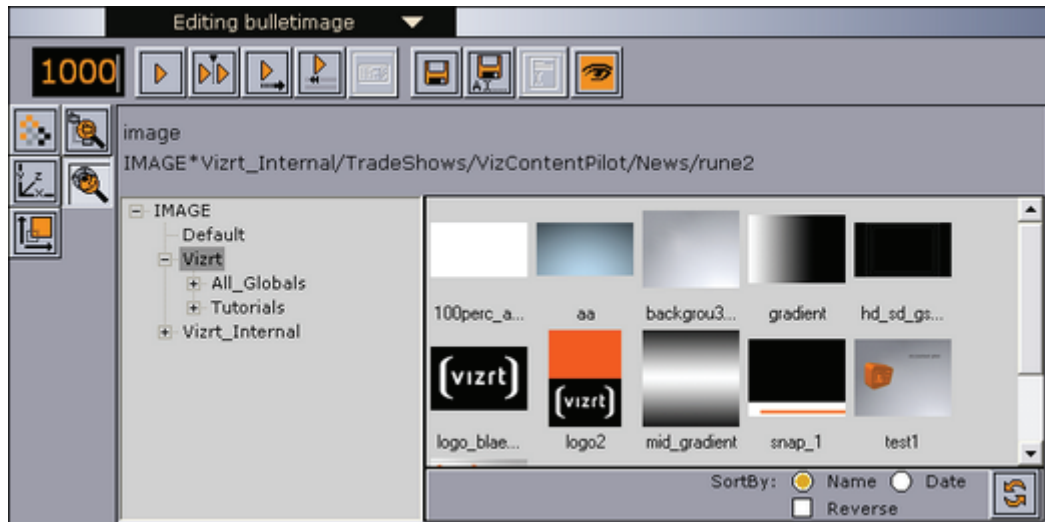 Editing bulletimage
1000
image
IMAGE*Vizrt_Internal/TradeShows/VizContentPilot/News/rune2
IMAGE
Default
Vizrt
All_Globals
Tutorials
Vizrt_Internal
100perc_a...
aa
backgrou3...
gradient
hd_sd_gs...
(vizrt)
(vizrt)
logo_blae...
logo2
mid_gradient
snap_1
test1
SortBy: Name Date
Reverse